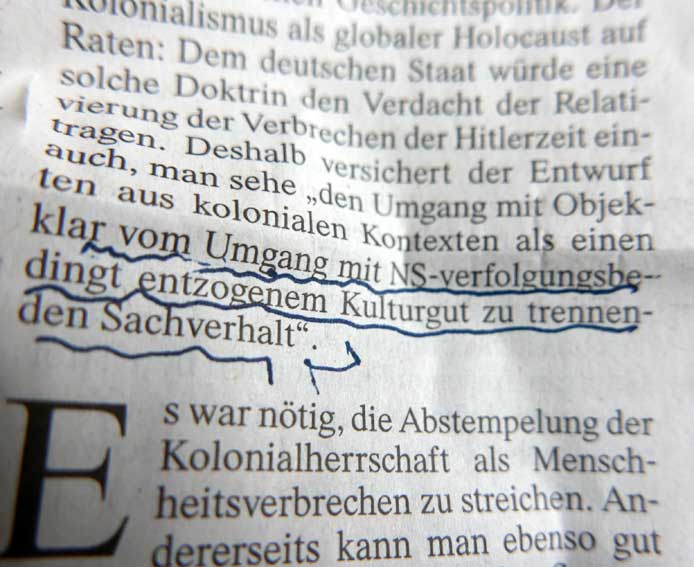 Kolonialismus als globaler Holocaust auf
Raten: Dem deutschen Staat würde eine
solche Doktrin den Verdacht der Relati-
vierung der Verbrechen der Hitlerzeit ein-
tragen. Deshalb versichert der Entwurf
auch, man sehe „den Umgang mit Objek-
ten aus kolonialen Kontexten als einen
klar vom Umgang mit NS-verfolgungsbe-
dingt entzogenem Kulturgut zu trennen-
den Sachverhalt“.
Es war nötig, die Abstempelung der
Kolonialherrschaft als Mensch-
heitsverbrechen zu streichen. An-
dererseits kann man ebenso gut